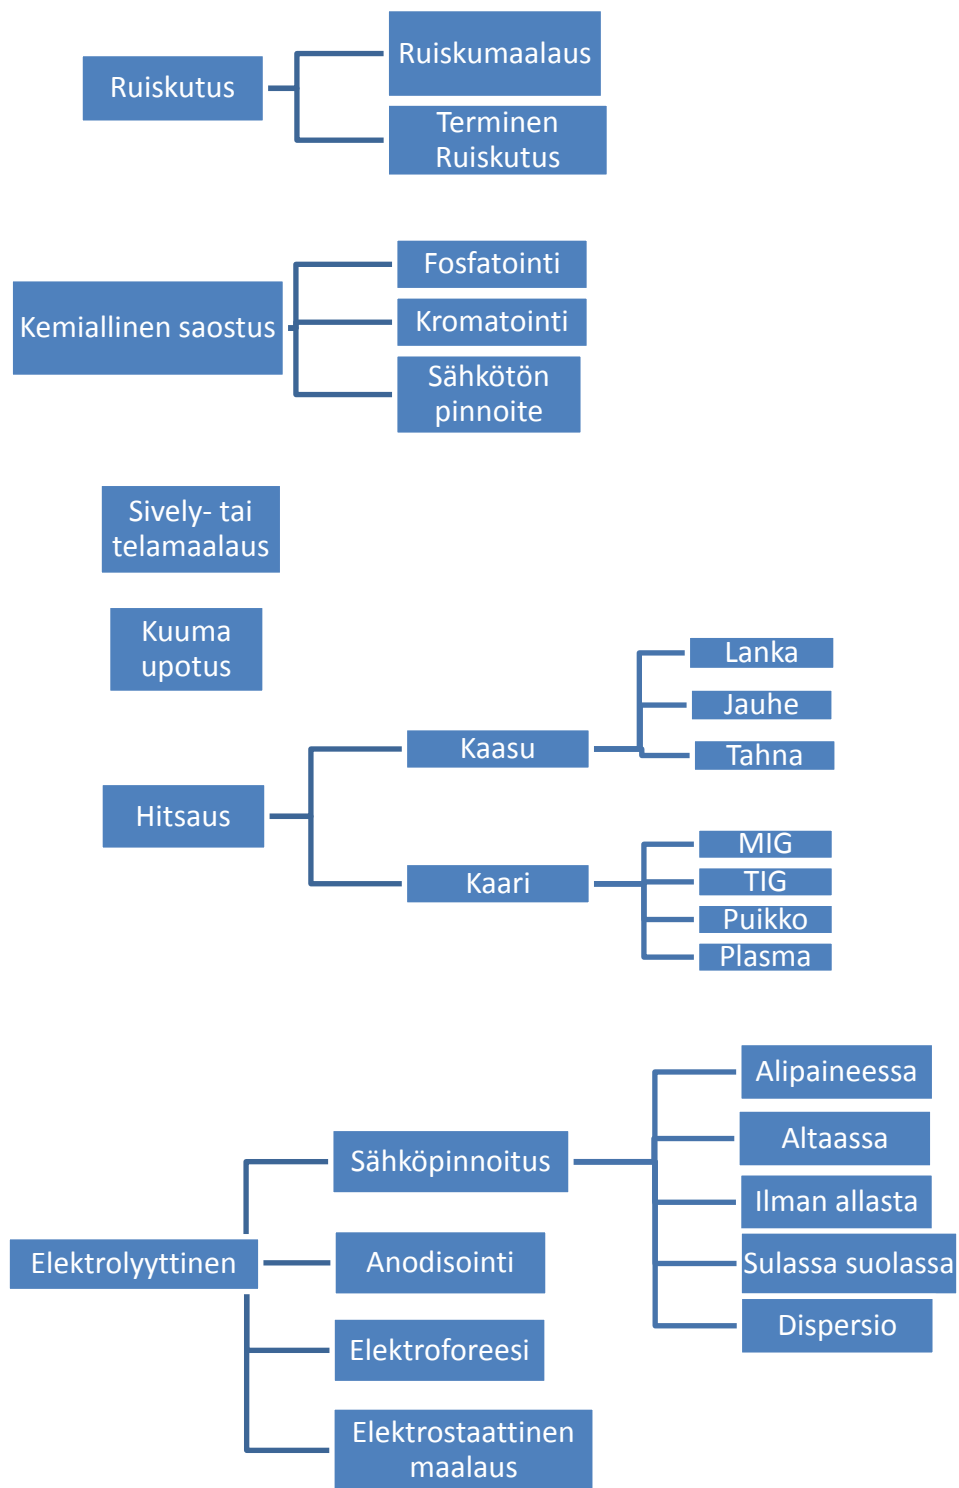 Ruiskutus
Ruiskumaalaus
Terminen
Ruiskutus
Kemiallinen saostus
Fosfatointi
Kromatointi
Sähkötön
pinnoite
Sively- tai
telamaalaus
Kuuma
upotus
Hitsaus
Kaasu
Lanka
Jauhe
Tahna
Kaari
MIG
TIG
Puikko
Plasma
Elektrolyyttinen
Sähköpinnoitus
Alipaineessa
Altaassa
Ilman allasta
Sulassa suolassa
Dispersio
Anodisointi
Elektroforeesi
Elektrostaattinen
maalaus